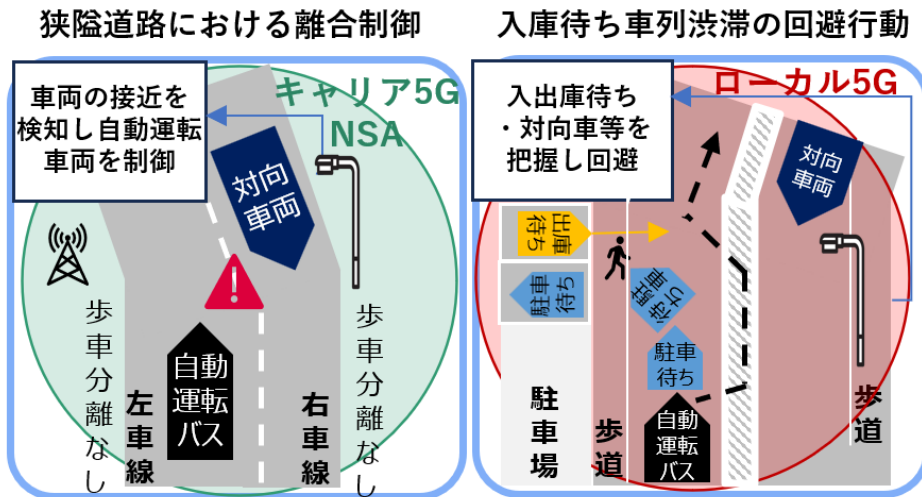 狭隘道路における離合制御
車両の接近を
検知し自動運転
車両を制御
キャリア5G
NSA
対向
車両
歩車分離なし
左車線
自動
運転
バス
右車線
歩車分離なし
入庫待ち車列渋滞の回避行動
入出庫待ち
・対向車等を
把握し回避
ローカル5G
対向
車両
出庫
待ち
駐車
待ち
駐車
待ち
駐車
待ち
自動
運転
バス
駐車場
歩道
歩道